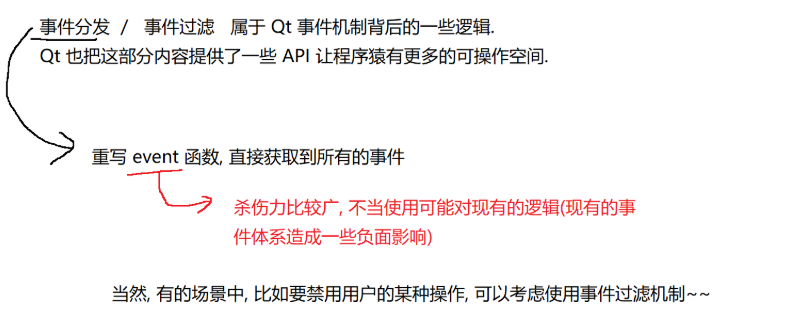 事件分发 / 事件过滤 属于 Qt 事件机制背后的一些逻辑.
Qt 也把这部分内容提供了一些 API 让程序猿有更多的可操作空间.
重写 event 函数, 直接获取到所有的事件
杀伤力比较广, 不当使用可能对现有的逻辑(现有的事
件体系造成一些负面影响)
当然, 有的场景中, 比如要禁用用户的某种操作, 可以考虑使用事件过滤机制~~